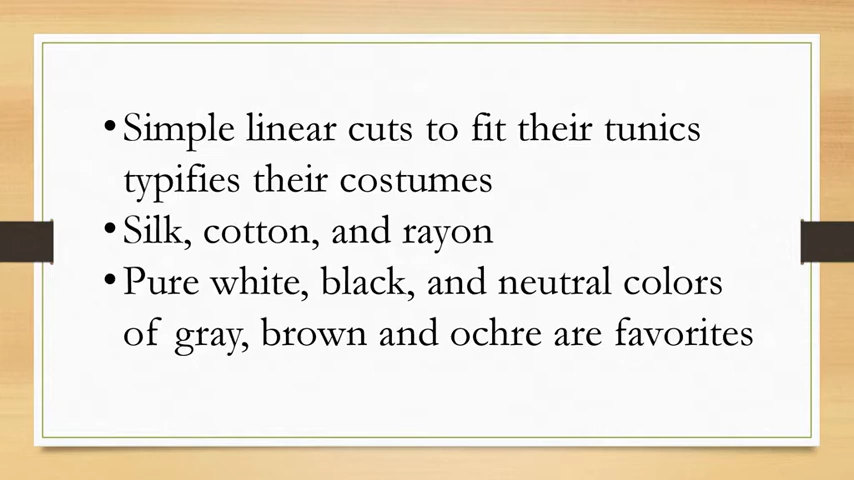 •Simple linear cuts to fit their tunics
typifies their costumes
•Silk, cotton, and rayon
•Pure white, black, and neutral colors
of gray, brown and ochre are favorites